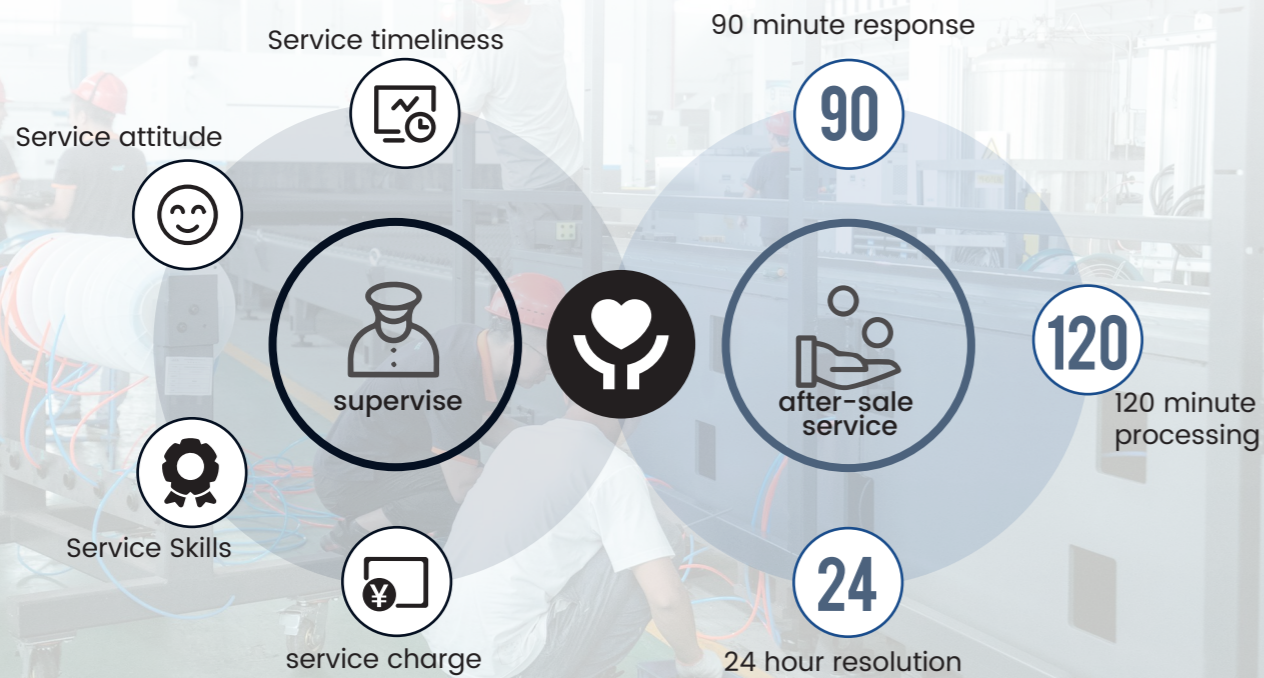 Service timeliness
90 minute response
90
Service attitude
supervise
after-sale
service
120
120 minute
processing
Service Skills
¥
24
service charge
24 hour resolution